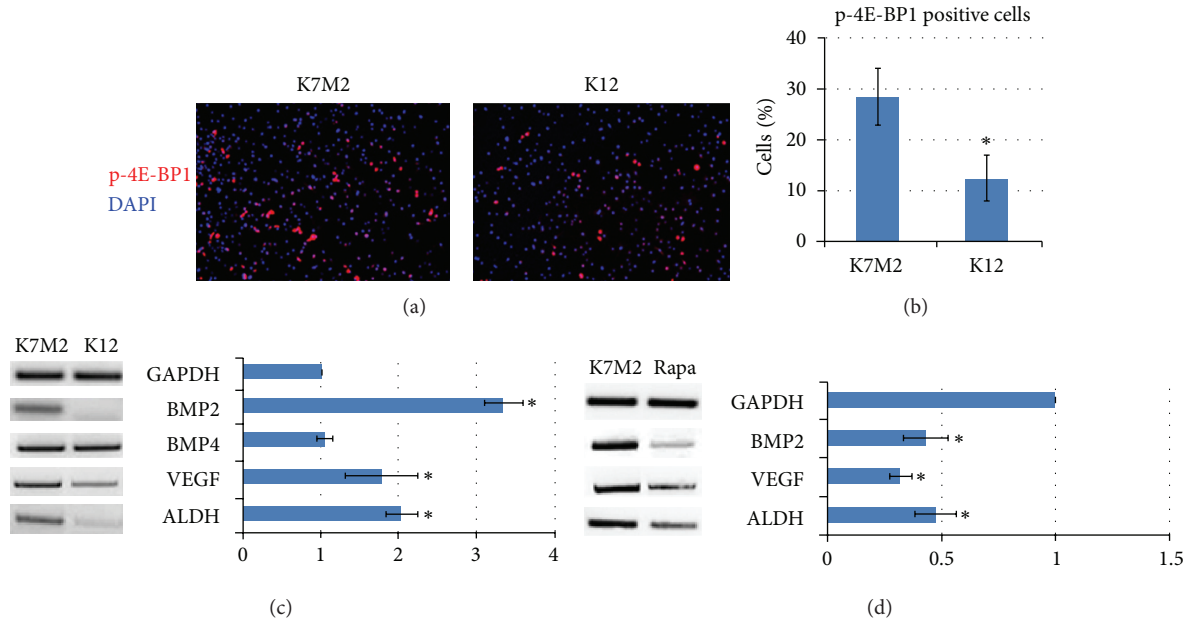 K7M2
K12
p-4E-BP1
DAPI
(a)
p-4E-BP1 positive cells
Cells (%)
40
30
20
10
0
*
K7M2
K12
(b)
K7M2 K12
GAPDH
BMP2
*
BMP4
VEGF
*
ALDH
*
0 1 2 3 4
(c)
K7M2 Rapa
GAPDH
BMP2
*
VEGF
*
ALDH
*
0 0.5 1 1.5
(d)